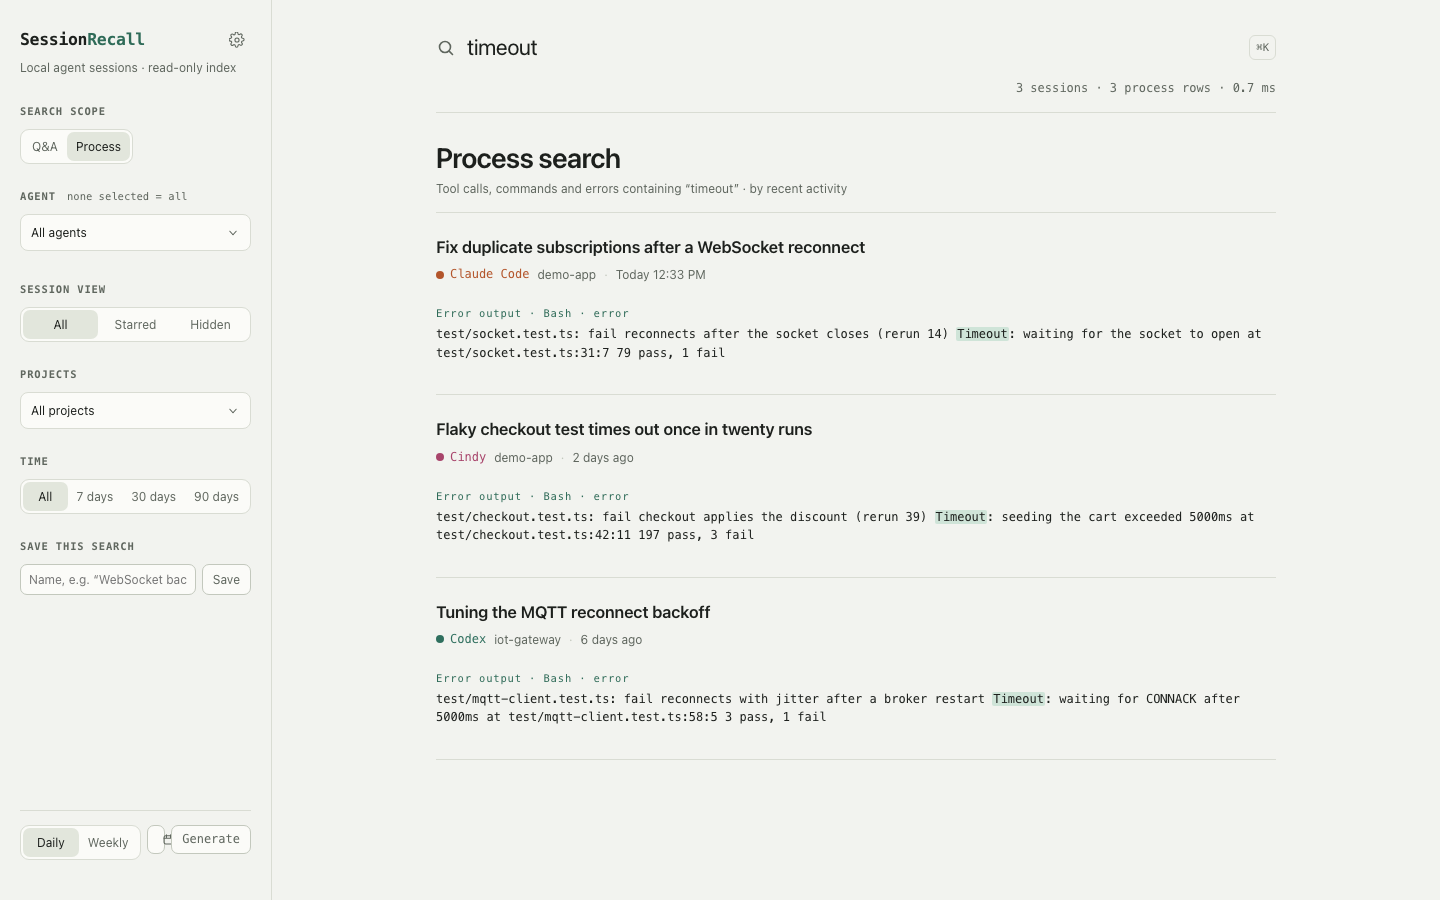 SessionRecall
Local agent sessions · read-only index
SEARCH SCOPE
Q&A Process
AGENT none selected = all
All agents
SESSION VIEW
All Starred Hidden
PROJECTS
All projects
TIME
All 7 days 30 days 90 days
SAVE THIS SEARCH
Name, e.g. “WebSocket bac Save
Daily Weekly Generate
timeout ⌘K
3 sessions · 3 process rows · 0.7 ms
Process search
Tool calls, commands and errors containing “timeout” · by recent activity
Fix duplicate subscriptions after a WebSocket reconnect
Claude Code demo-app · Today 12:33 PM
Error output · Bash · error
test/socket.test.ts: fail reconnects after the socket closes (rerun 14) Timeout: waiting for the socket to open at
test/socket.test.ts:31:7 79 pass, 1 fail
Flaky checkout test times out once in twenty runs
Cindy demo-app · 2 days ago
Error output · Bash · error
test/checkout.test.ts: fail checkout applies the discount (rerun 39) Timeout: seeding the cart exceeded 5000ms at
test/checkout.test.ts:42:11 197 pass, 3 fail
Tuning the MQTT reconnect backoff
Codex iot-gateway · 6 days ago
Error output · Bash · error
test/mqtt-client.test.ts: fail reconnects with jitter after a broker restart Timeout: waiting for CONNACK after
5000ms at test/mqtt-client.test.ts:58:5 3 pass, 1 fail